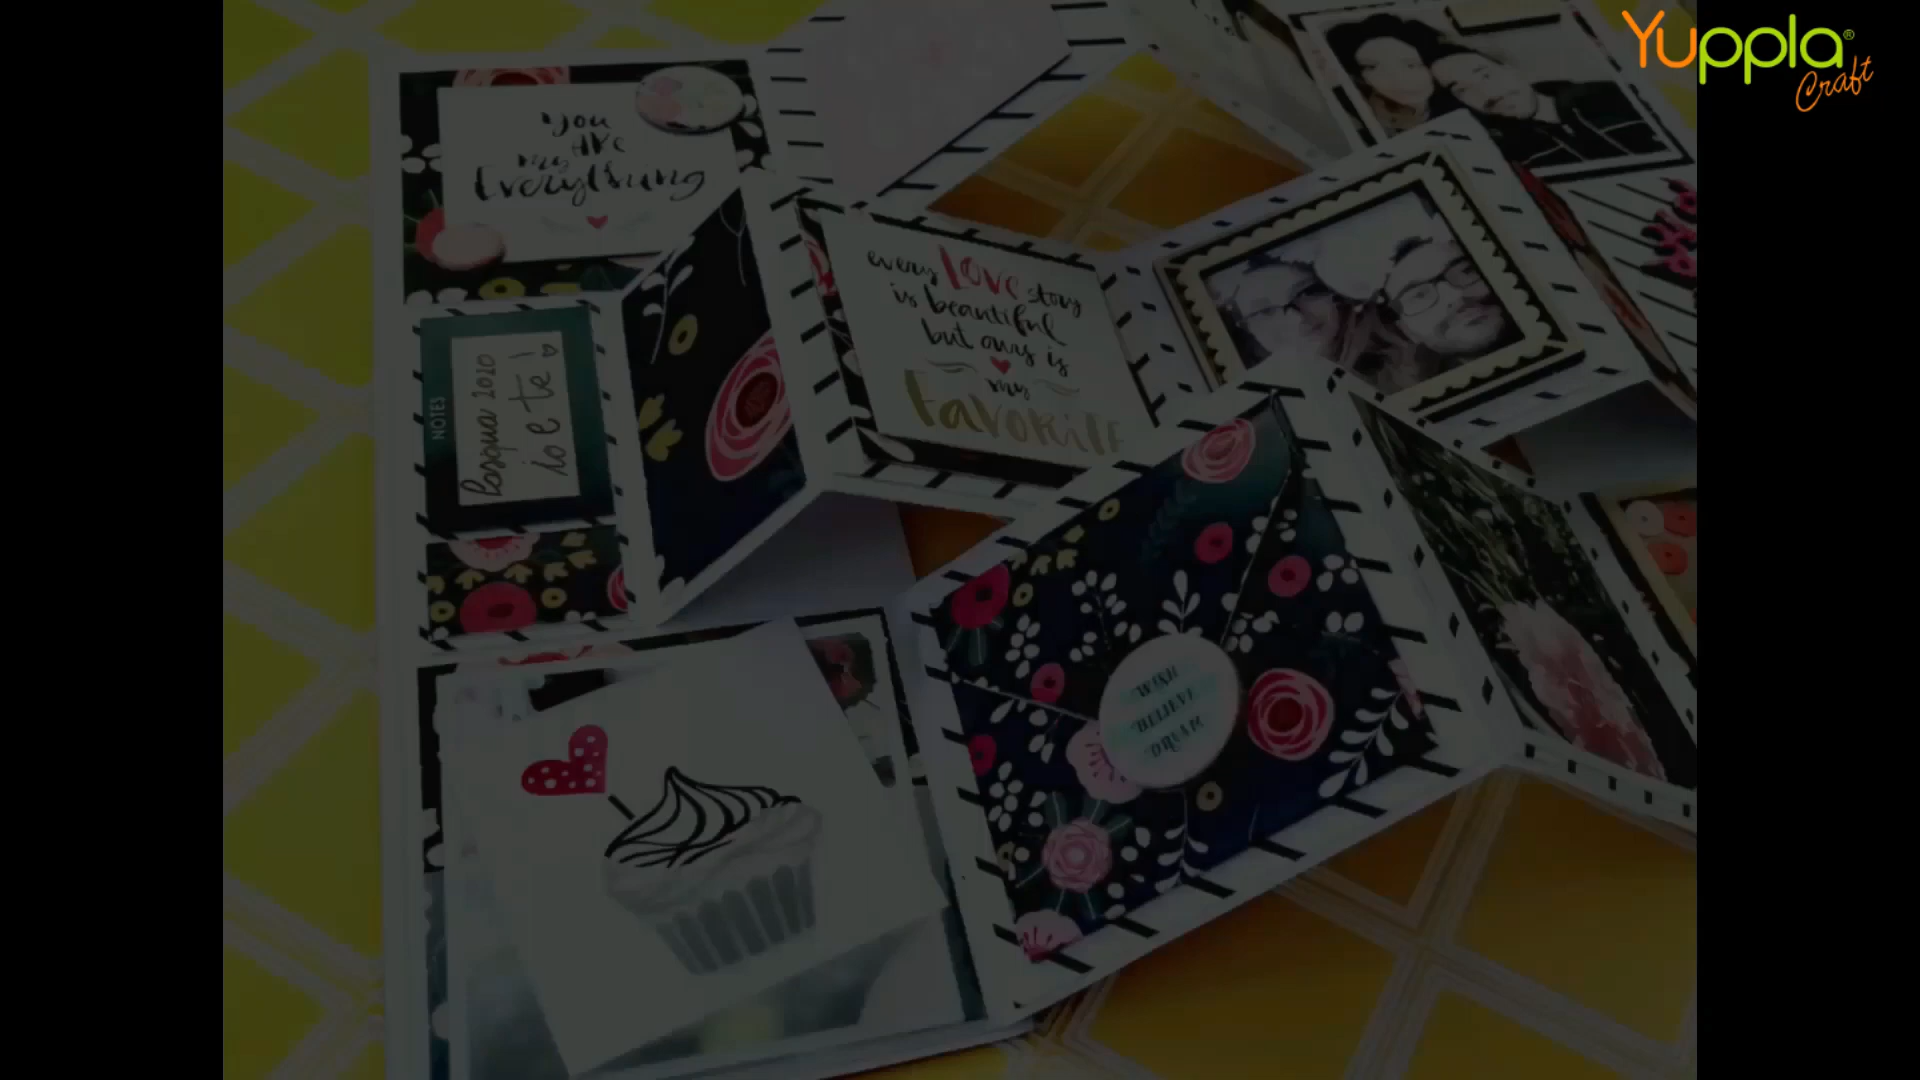 Yuppla®
Craft
You
ARE
my
Everything
every LOVE story
is beautiful
but ours is
my
FAVORITE
NOTES
Pasqua 2020
io e te!
WISH
BELIEVE
DREAM